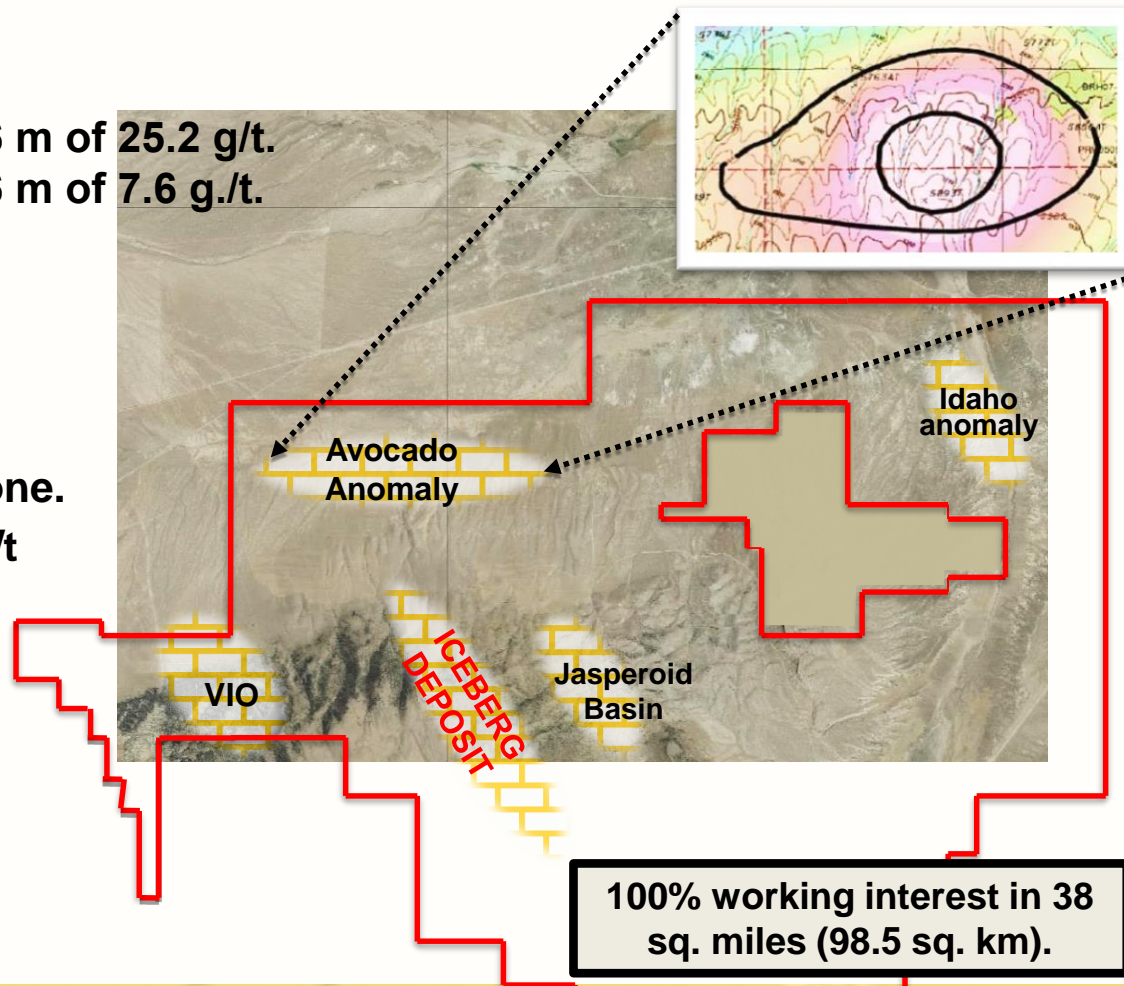 m of 25.2 g/t.
m of 7.6 g./t.
Avocado
Anomaly
Idaho
anomaly
VIO
ICEBERG
DEPOSIT
Jasperoid
Basin
100% working interest in 38
sq. miles (98.5 sq. km).